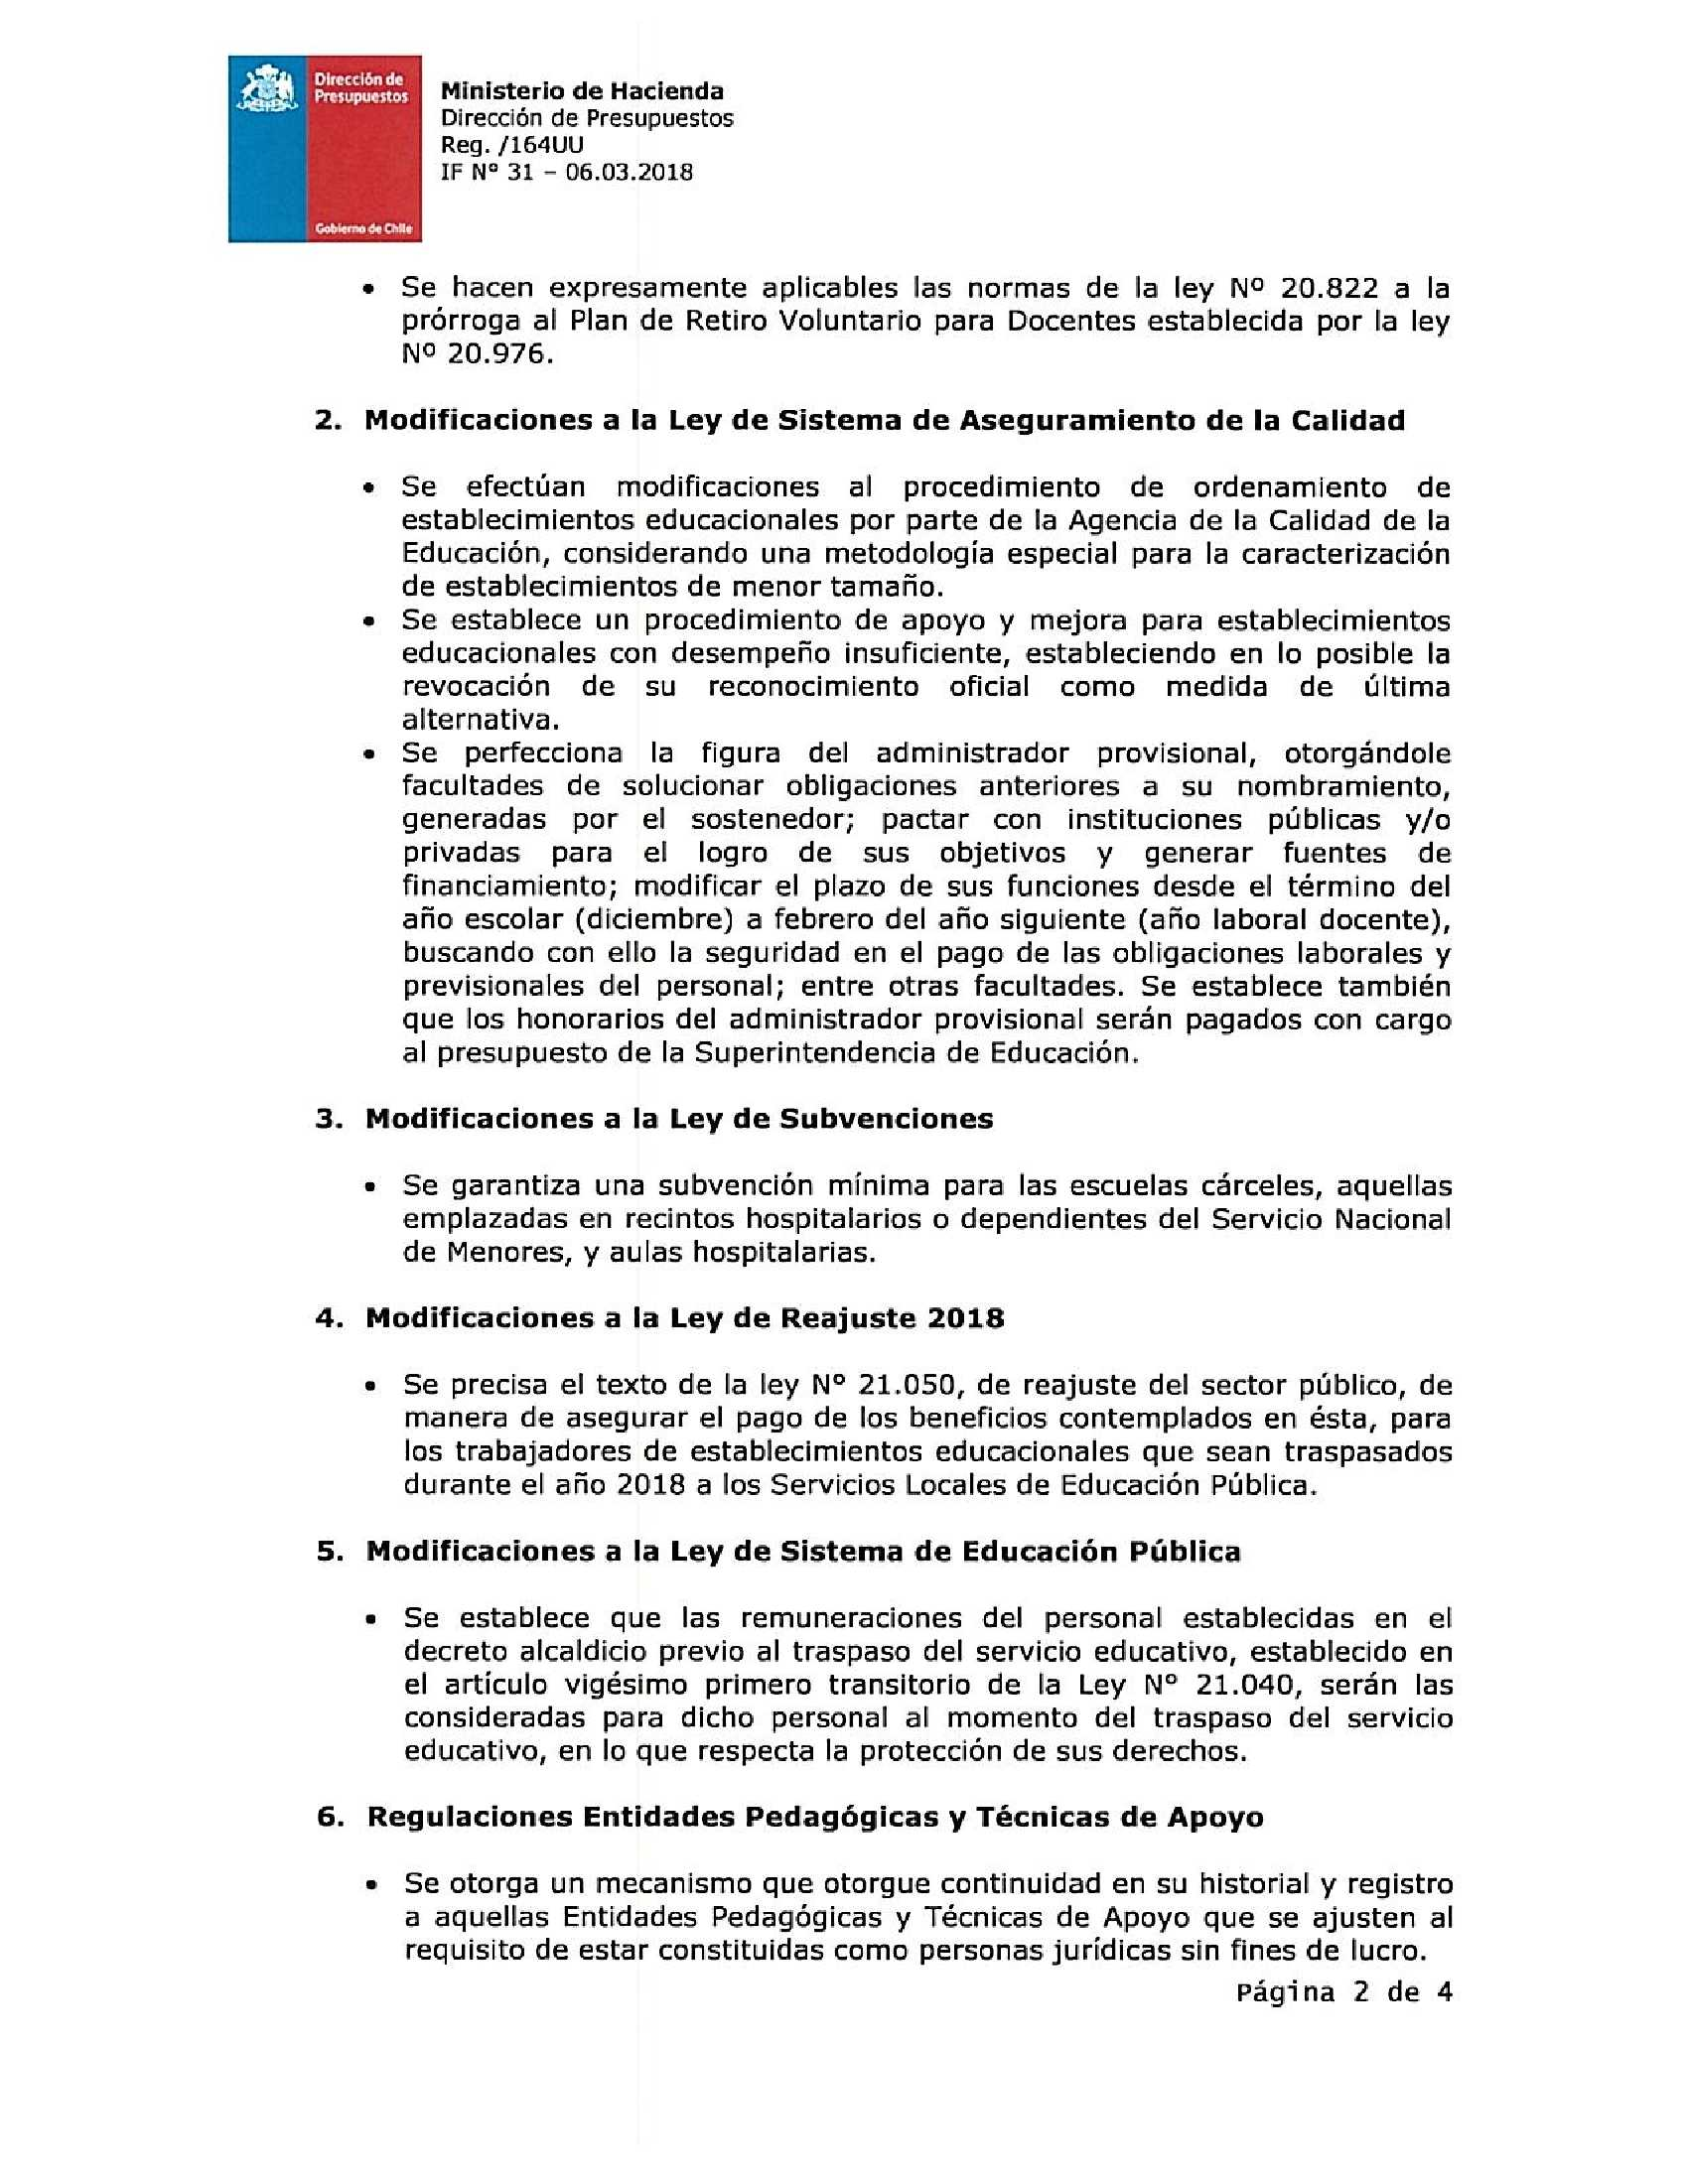 Dirección de
Presupuestos
Gobierno de Chile
Ministerio de Hacienda
Dirección de Presupuestos
Reg. /164UU
IF Nº 31 – 06.03.2018
• Se hacen expresamente aplicables las normas de la ley Nº 20.822 a la
prórroga al Plan de Retiro Voluntario para Docentes establecida por la ley
Nº 20.976.
2. Modificaciones a la Ley de Sistema de Aseguramiento de la Calidad
• Se efectúan modificaciones al procedimiento de ordenamiento de
establecimientos educacionales por parte de la Agencia de la Calidad de la
Educación, considerando una metodología especial para la caracterización
de establecimientos de menor tamaño.
• Se establece un procedimiento de apoyo y mejora para establecimientos
educacionales con desempeño insuficiente, estableciendo en lo posible la
revocación de su reconocimiento oficial como medida de última
alternativa.
• Se perfecciona la figura del administrador provisional, otorgándole
facultades de solucionar obligaciones anteriores a su nombramiento,
generadas por el sostenedor; pactar con instituciones públicas y/o
privadas para el logro de sus objetivos y generar fuentes de
financiamiento; modificar el plazo de sus funciones desde el término del
año escolar (diciembre) a febrero del año siguiente (año laboral docente),
buscando con ello la seguridad en el pago de las obligaciones laborales y
previsionales del personal; entre otras facultades. Se establece también
que los honorarios del administrador provisional serán pagados con cargo
al presupuesto de la Superintendencia de Educación.
3. Modificaciones a la Ley de Subvenciones
• Se garantiza una subvención mínima para las escuelas cárceles, aquellas
emplazadas en recintos hospitalarios o dependientes del Servicio Nacional
de Menores, y aulas hospitalarias.
4. Modificaciones a la Ley de Reajuste 2018
• Se precisa el texto de la ley Nº 21.050, de reajuste del sector público, de
manera de asegurar el pago de los beneficios contemplados en ésta, para
los trabajadores de establecimientos educacionales que sean traspasados
durante el año 2018 a los Servicios Locales de Educación Pública.
5. Modificaciones a la Ley de Sistema de Educación Pública
• Se establece que las remuneraciones del personal establecidas en el
decreto alcaldicio previo al traspaso del servicio educativo, establecido en
el artículo vigésimo primero transitorio de la Ley Nº 21.040, serán las
consideradas para dicho personal al momento del traspaso del servicio
educativo, en lo que respecta la protección de sus derechos.
6. Regulaciones Entidades Pedagógicas y Técnicas de Apoyo
• Se otorga un mecanismo que otorgue continuidad en su historial y registro
a aquellas Entidades Pedagógicas y Técnicas de Apoyo que se ajusten al
requisito de estar constituidas como personas jurídicas sin fines de lucro.
Página 2 de 4